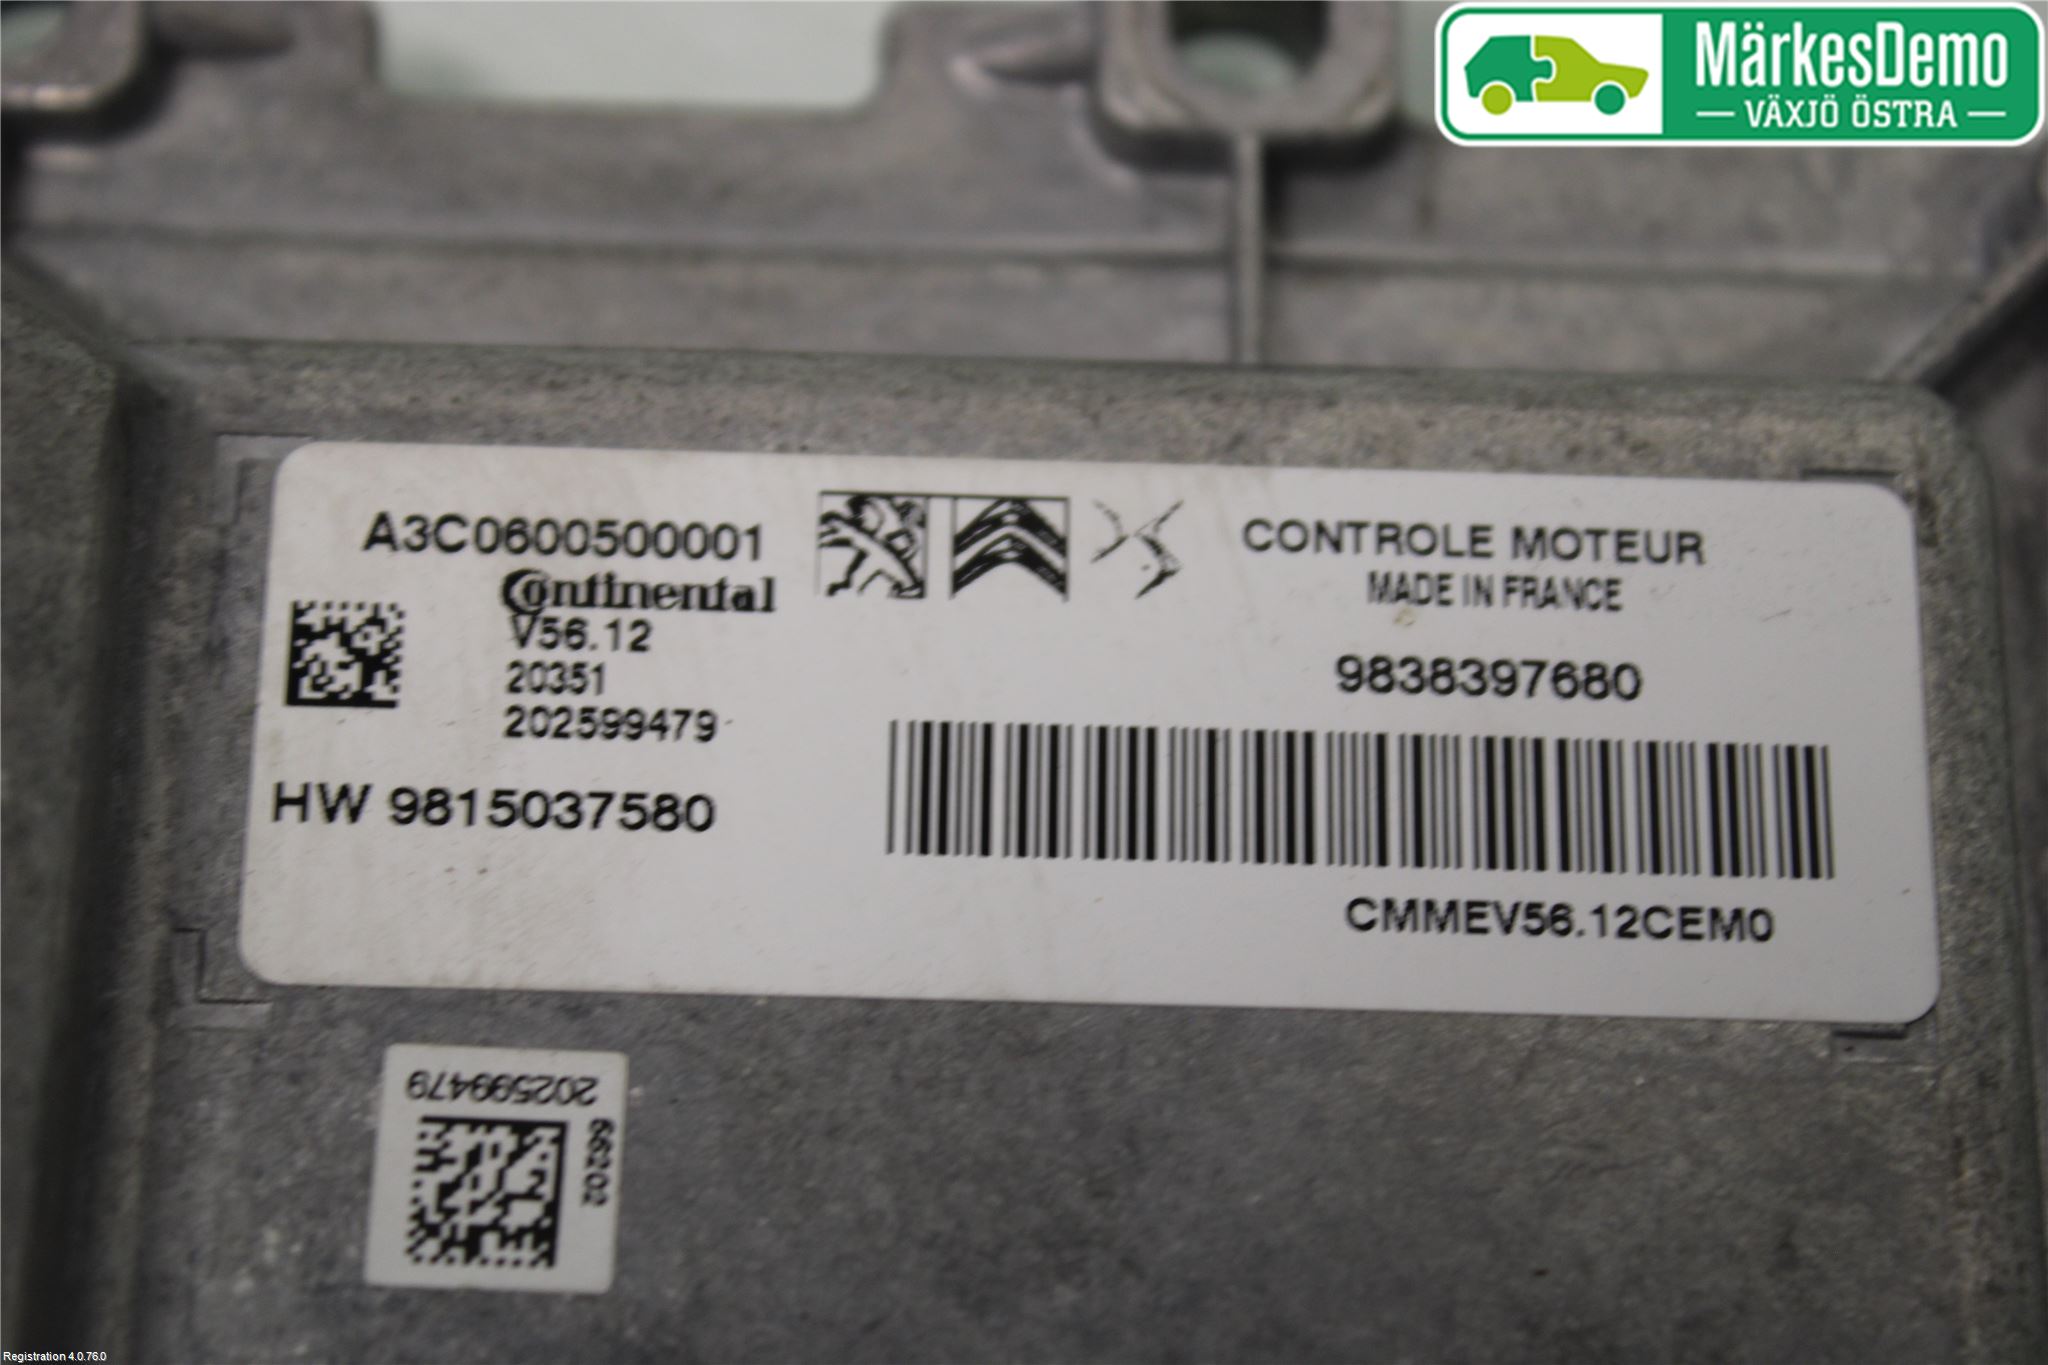 MärkesDemo
VÄXJÖ ÖSTRA
A3C0600500001
Continental
V56.12
20351
202599479
HW 9815037580
CONTROLE MOTEUR
MADE IN FRANCE
9838397680
CMMEV56.12CEM0
202599479
66202
Registration 4.0.76.0